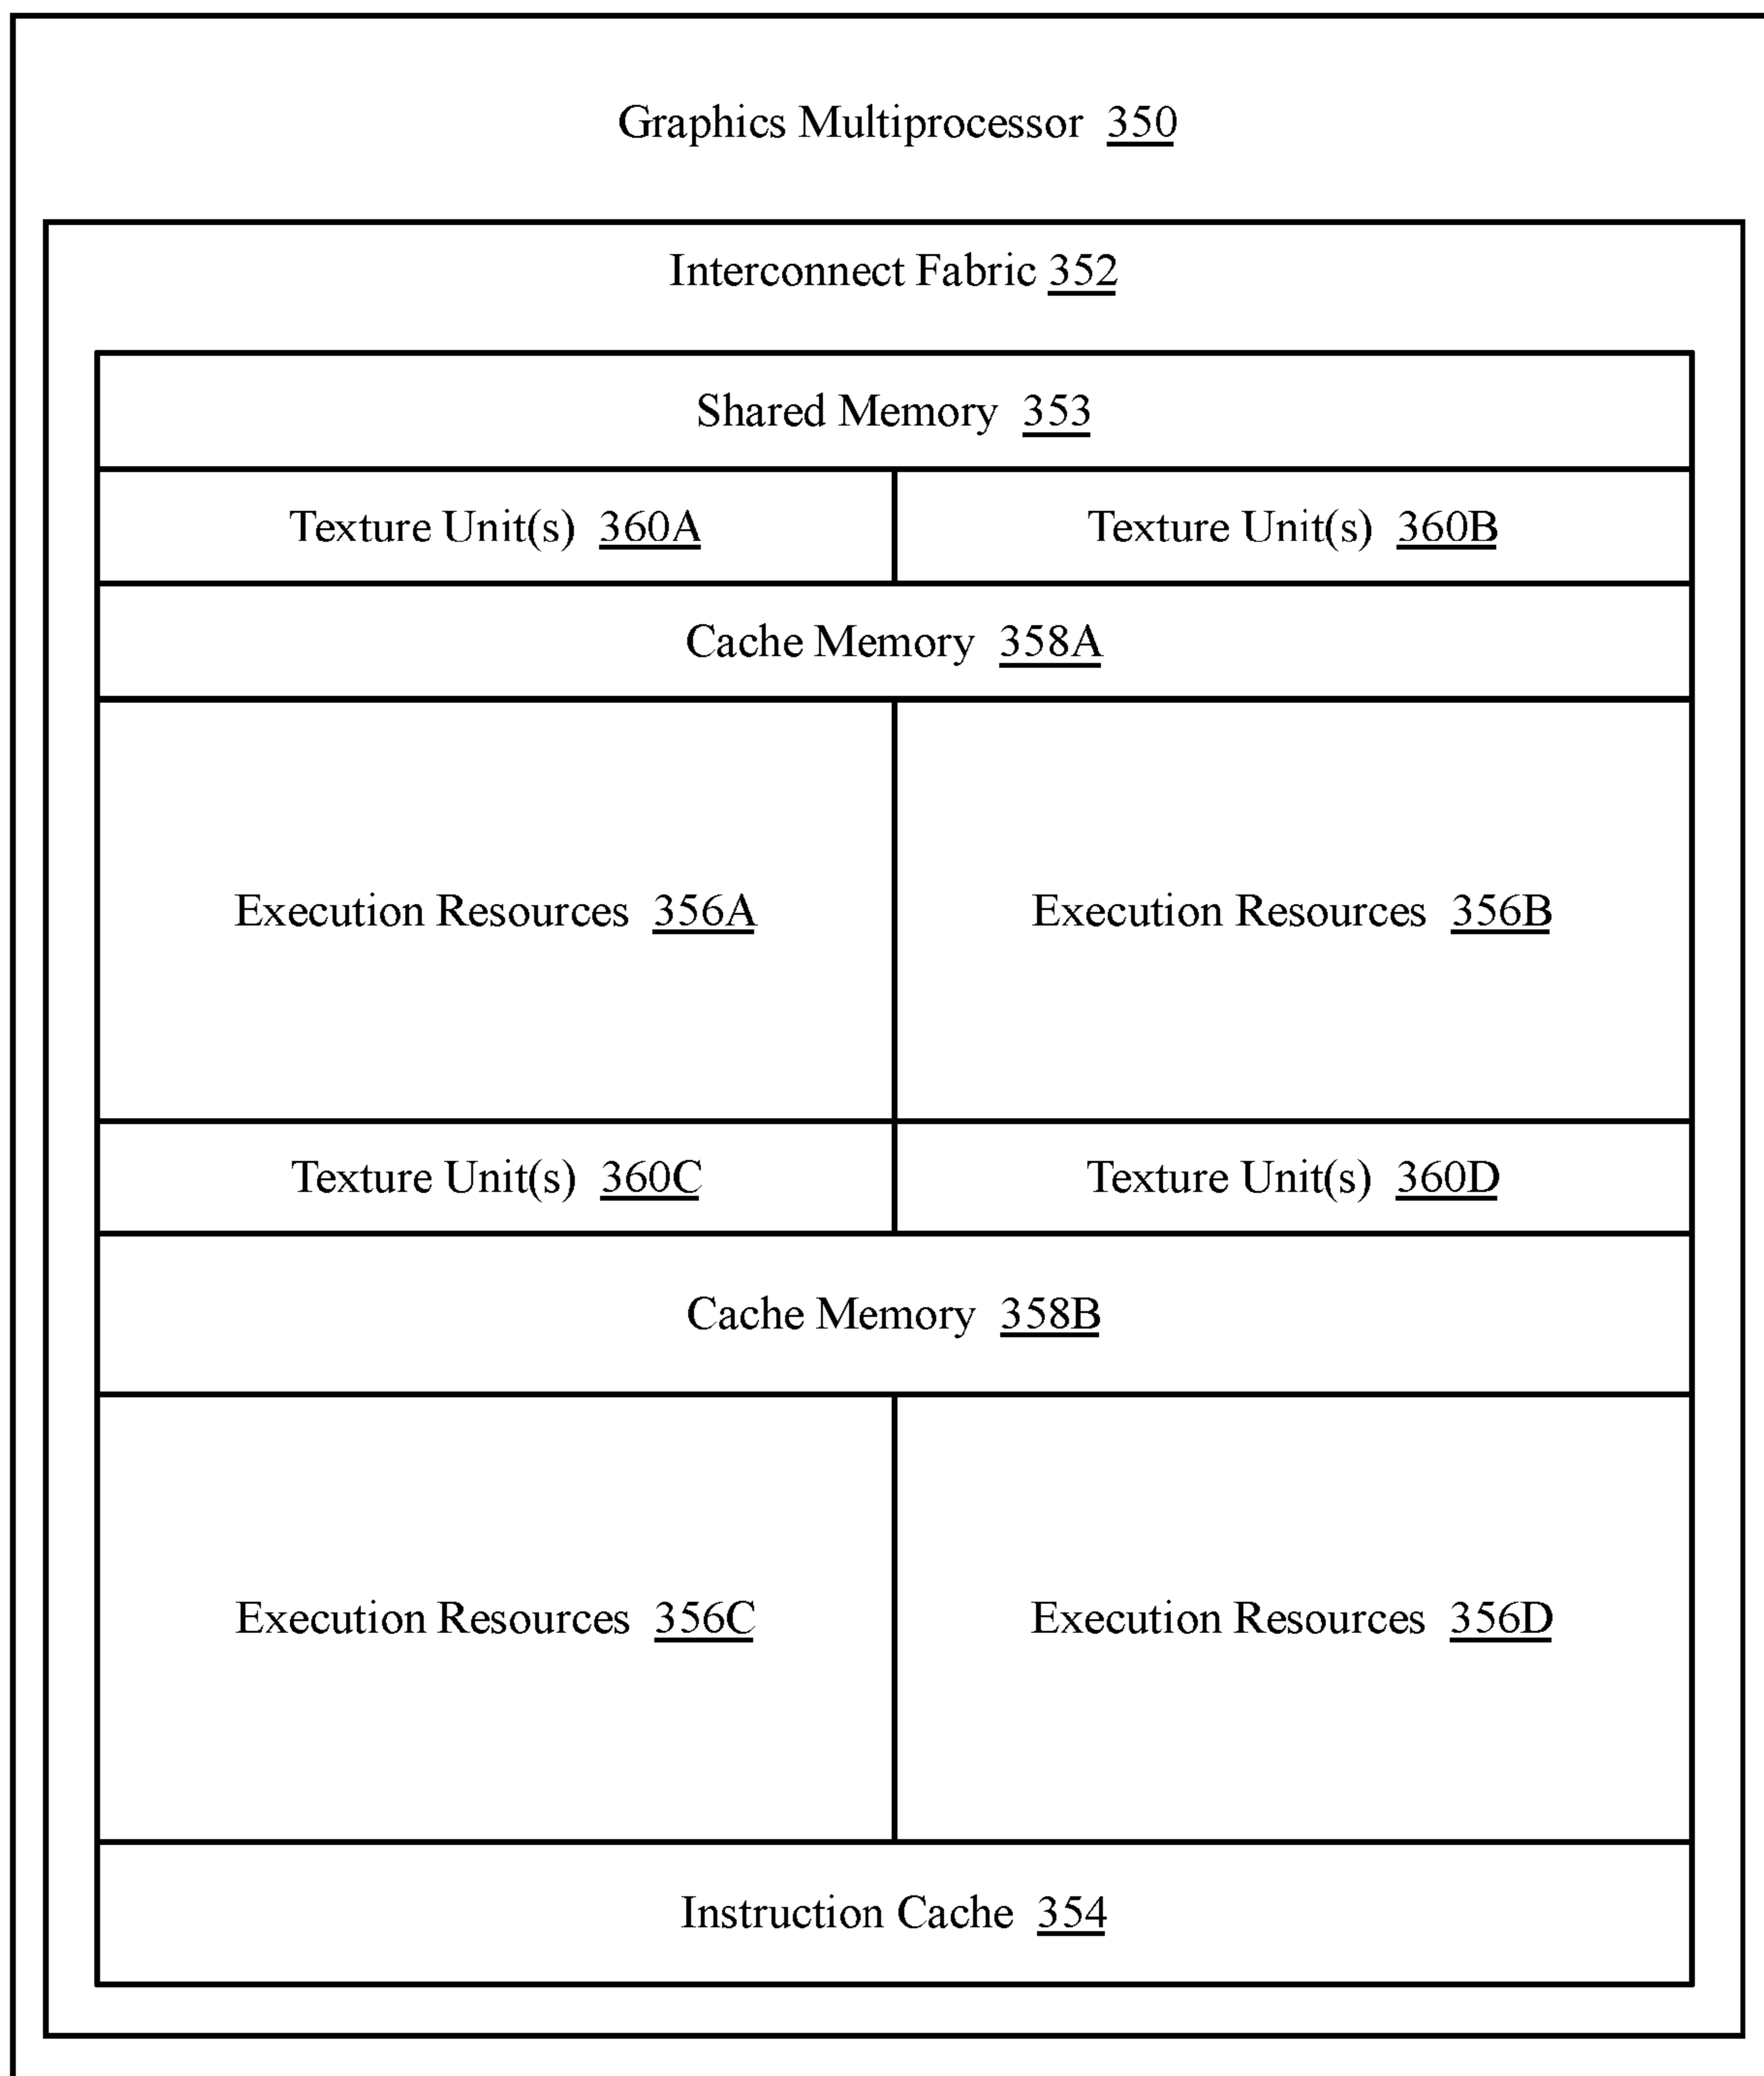 Graphics Multiprocessor 350
Interconnect Fabric 352
Shared Memory 353
Texture Unit(s) 360A
Texture Unit(s) 360B
Cache Memory 358A
Execution Resources 356A
Execution Resources 356B
Texture Unit(s) 360C
Texture Unit(s) 360D
Cache Memory 358B
Execution Resources 356C
Execution Resources 356D
Instruction Cache 354